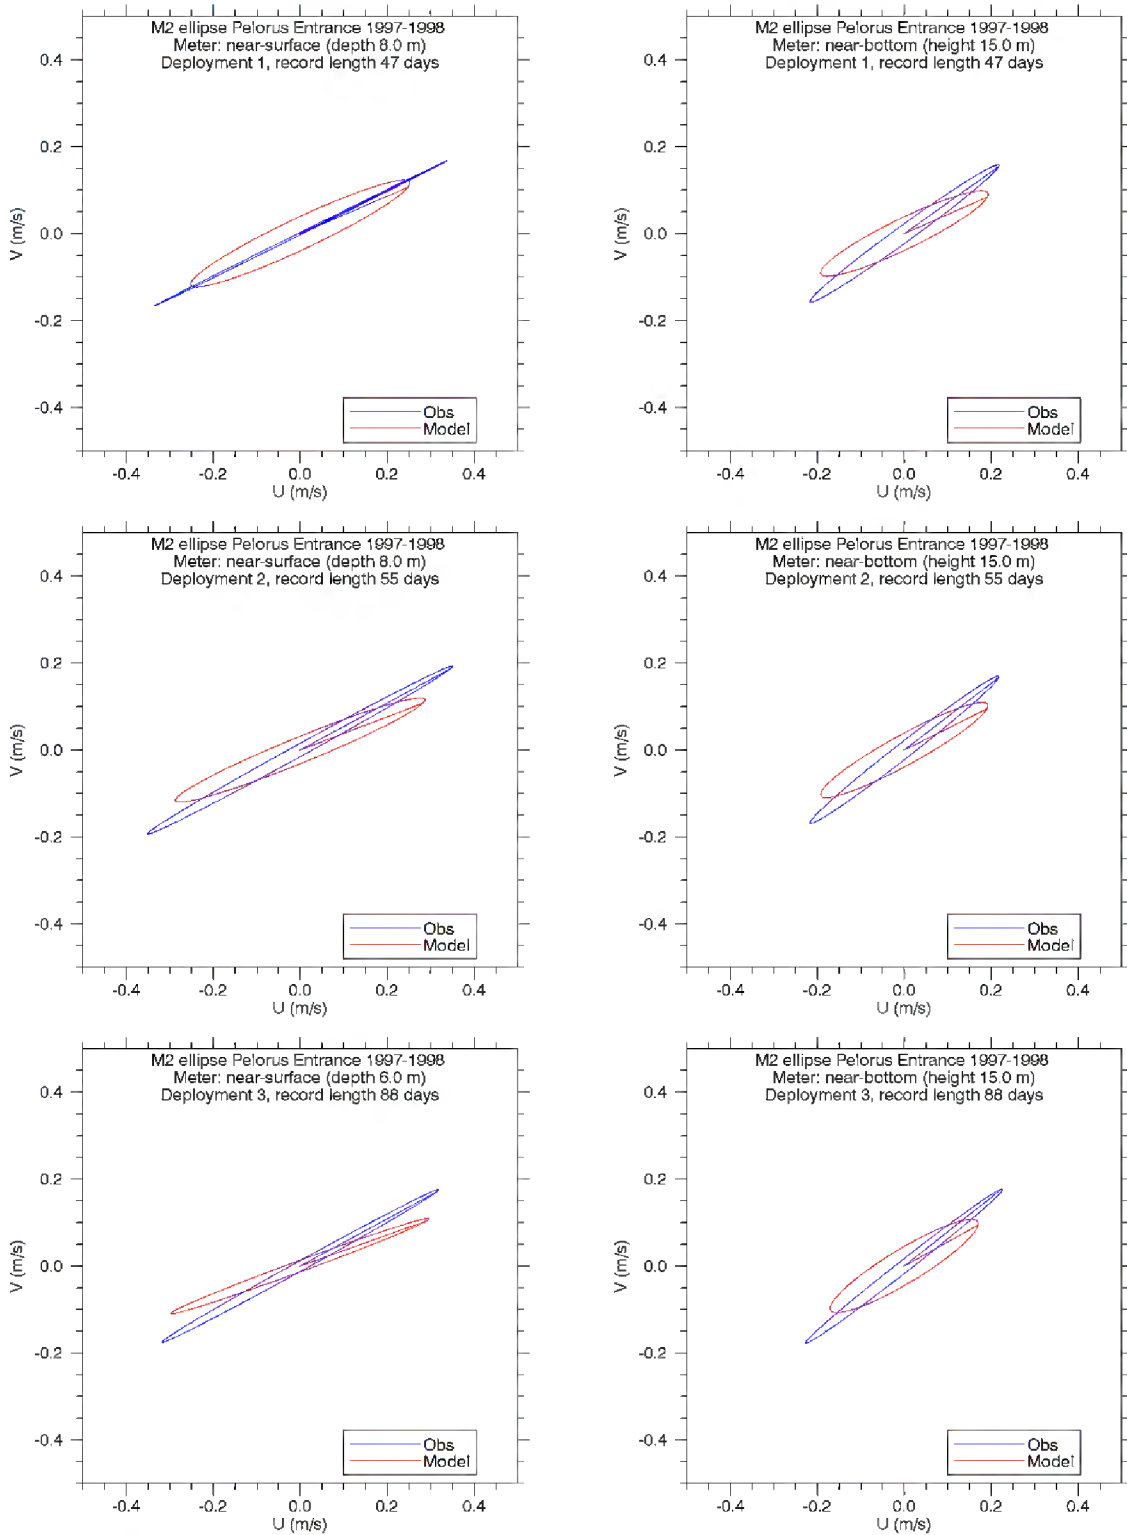 M2 ellipse Pelorus Entrance 1997-1998
Meter: near-surface (depth 8.0 m)
Deployment 1, record length 47 days
0.4
0.2
0.0
-0.2
-0.4
V (m/s)
Obs
Model
-0.4 -0.2 0.0 0.2 0.4
U (m/s)
M2 ellipse Pelorus Entrance 1997-1998
Meter: near-bottom (height 15.0 m)
Deployment 1, record length 47 days
0.4
0.2
0.0
-0.2
-0.4
V (m/s)
Obs
Model
-0.4 -0.2 0.0 0.2 0.4
U (m/s)
M2 ellipse Pelorus Entrance 1997-1998
Meter: near-surface (depth 8.0 m)
Deployment 2, record length 55 days
0.4
0.2
0.0
-0.2
-0.4
V (m/s)
Obs
Model
-0.4 -0.2 0.0 0.2 0.4
U (m/s)
M2 ellipse Pelorus Entrance 1997-1998
Meter: near-bottom (height 15.0 m)
Deployment 2, record length 55 days
0.4
0.2
0.0
-0.2
-0.4
V (m/s)
Obs
Model
-0.4 -0.2 0.0 0.2 0.4
U (m/s)
M2 ellipse Pelorus Entrance 1997-1998
Meter: near-surface (depth 6.0 m)
Deployment 3, record length 88 days
0.4
0.2
0.0
-0.2
-0.4
V (m/s)
Obs
Model
-0.4 -0.2 0.0 0.2 0.4
U (m/s)
M2 ellipse Pelorus Entrance 1997-1998
Meter: near-bottom (height 15.0 m)
Deployment 3, record length 88 days
0.4
0.2
0.0
-0.2
-0.4
V (m/s)
Obs
Model
-0.4 -0.2 0.0 0.2 0.4
U (m/s)